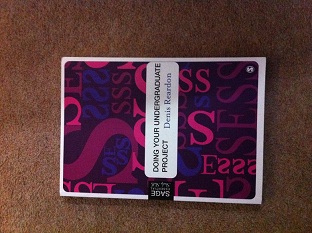 DOING YOUR UNDERGRADUATE
PROJECT
Denis Reardon
SAGE